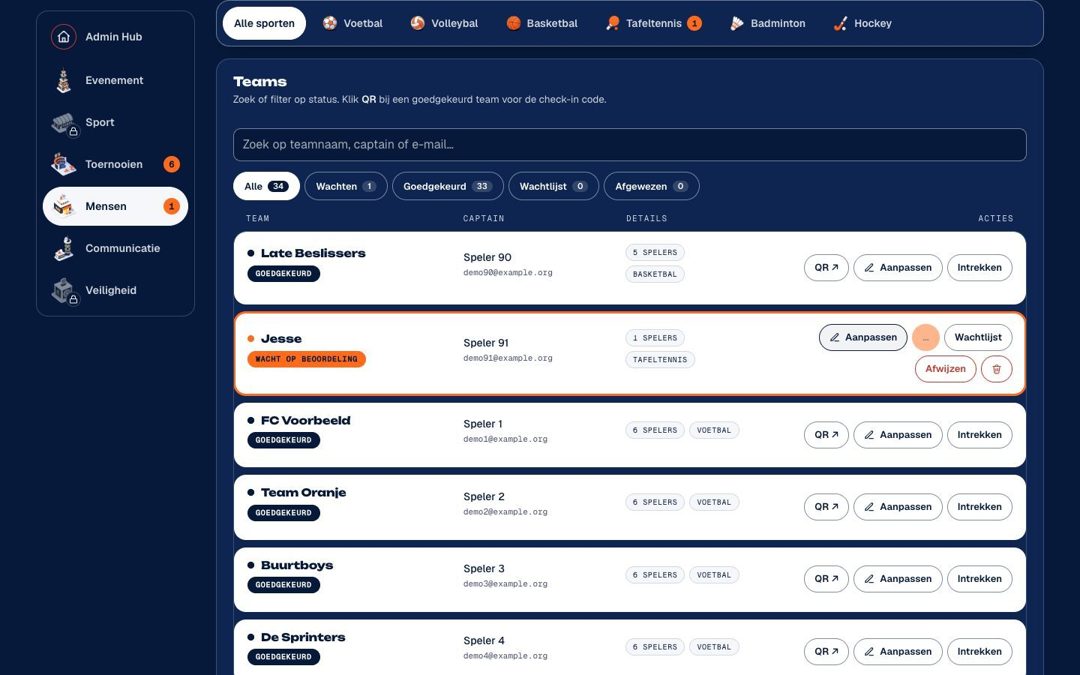 Alle sporten Voetbal Volleybal Basketbal Tafeltennis 1 Badminton Hockey
Admin Hub
Evenement
Sport
Toernooien 6
Mensen 1
Communicatie
Veiligheid
Teams
Zoek of filter op status. Klik QR bij een goedgekeurd team voor de check-in code.
Zoek op teamnaam, captain of e-mail...
Alle 34 Wachten 1 Goedgekeurd 33 Wachtlijst 0 Afgewezen 0
TEAM CAPTAIN DETAILS ACTIES
Late Beslissers
GOEDGEKEURD
Speler 90
demo90@example.org
5 SPELERS
BASKETBAL
QR ↗ Aanpassen Intrekken
Jesse
WACHT OP BEOORDELING
Speler 91
demo91@example.org
1 SPELERS
TAFELTENNIS
Aanpassen ... Wachtlijst
Afwijzen
FC Voorbeeld
GOEDGEKEURD
Speler 1
demo1@example.org
6 SPELERS VOETBAL
QR ↗ Aanpassen Intrekken
Team Oranje
GOEDGEKEURD
Speler 2
demo2@example.org
6 SPELERS VOETBAL
QR ↗ Aanpassen Intrekken
Buurtboys
GOEDGEKEURD
Speler 3
demo3@example.org
6 SPELERS VOETBAL
QR ↗ Aanpassen Intrekken
De Sprinters
GOEDGEKEURD
Speler 4
demo4@example.org
6 SPELERS VOETBAL
QR ↗ Aanpassen Intrekken